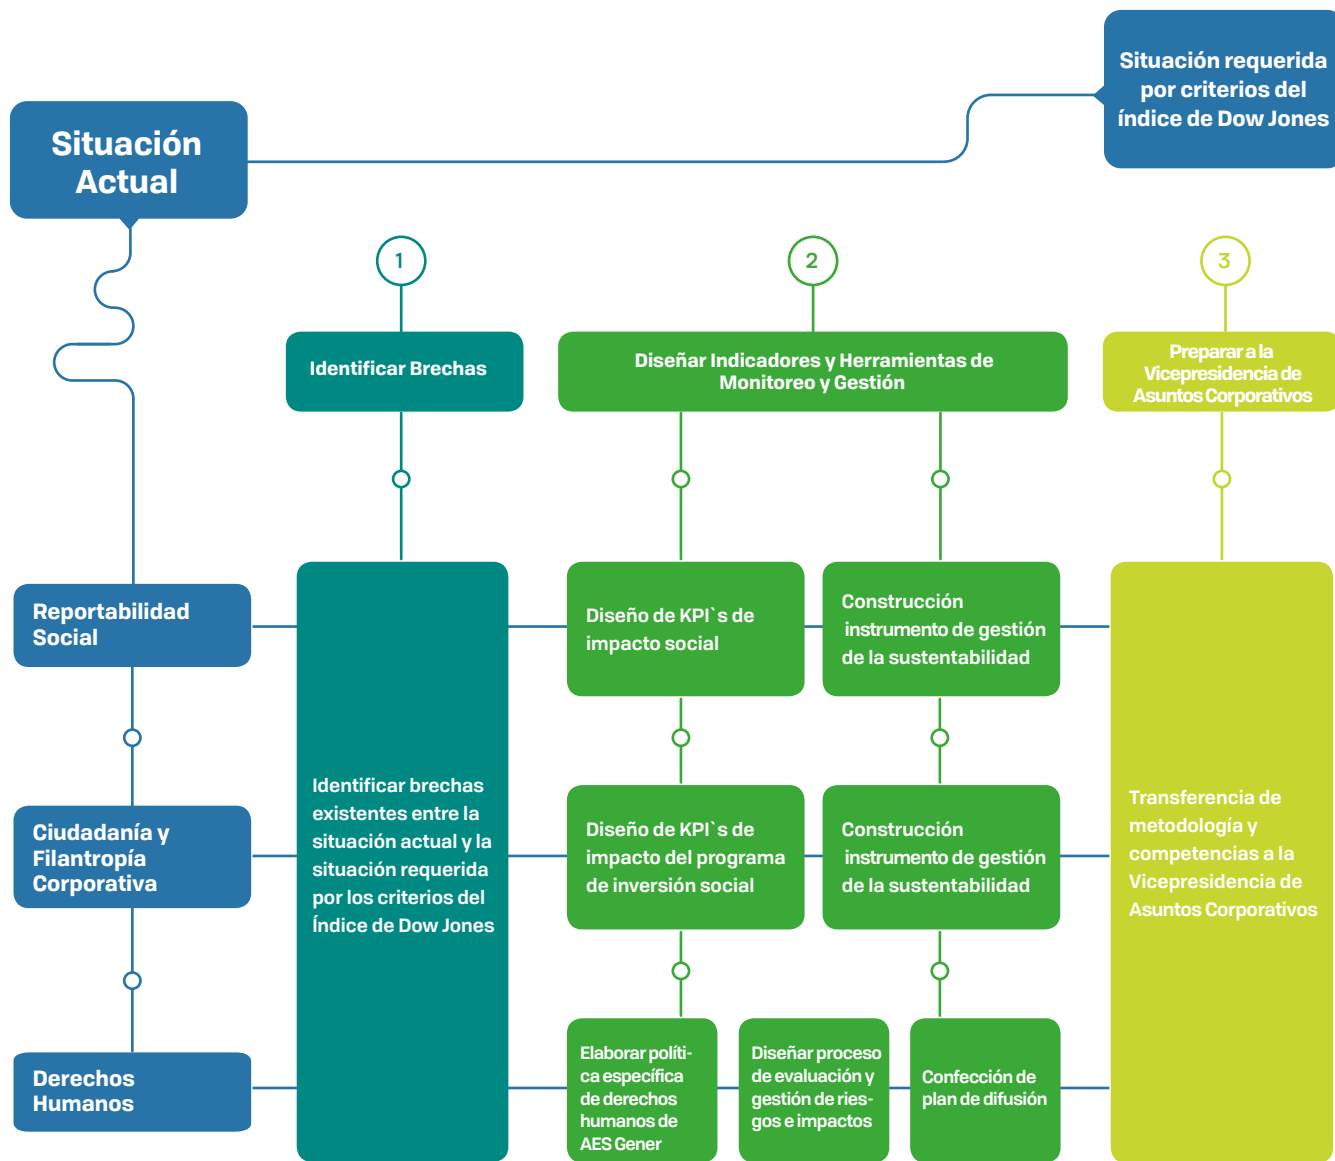 Situación requerida
por criterios del
índice de Dow Jones
Situación
Actual
1
2
3
Identificar Brechas
Diseñar Indicadores y Herramientas de
Monitoreo y Gestión
Preparar a la
Vicepresidencia de
Asuntos Corporativos
Reportabilidad
Social
Diseño de KPI`s de
impacto social
Construcción
instrumento de gestión
de la sustentabilidad
Identificar brechas
existentes entre la
situación actual y la
situación requerida
por los criterios del
Índice de Dow Jones
Transferencia de
metodología y
competencias a la
Vicepresidencia de
Asuntos Corporativos
Ciudadanía y
Filantropía
Corporativa
Diseño de KPI`s de
impacto del programa
de inversión social
Construcción
instrumento de gestión
de la sustentabilidad
Derechos
Humanos
Elaborar políti-
ca específica
de derechos
humanos de
AES Gener
Diseñar proceso
de evaluación y
gestión de ries-
gos e impactos
Confección de
plan de difusión